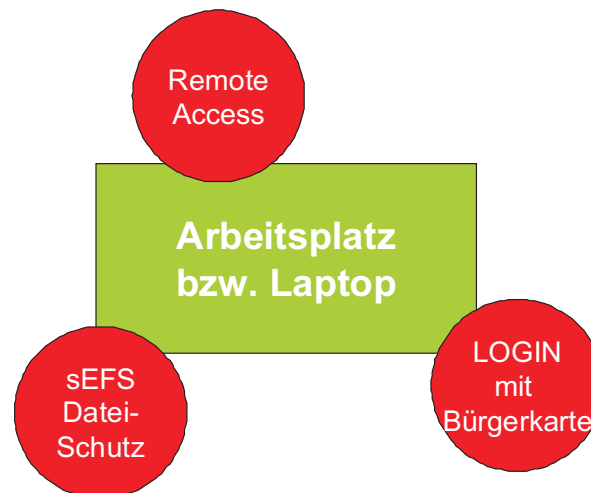 Remote
Access
Arbeitsplatz
bzw. Laptop
sEFS
Datei-
Schutz
LOGIN
mit
Bürgerkarte